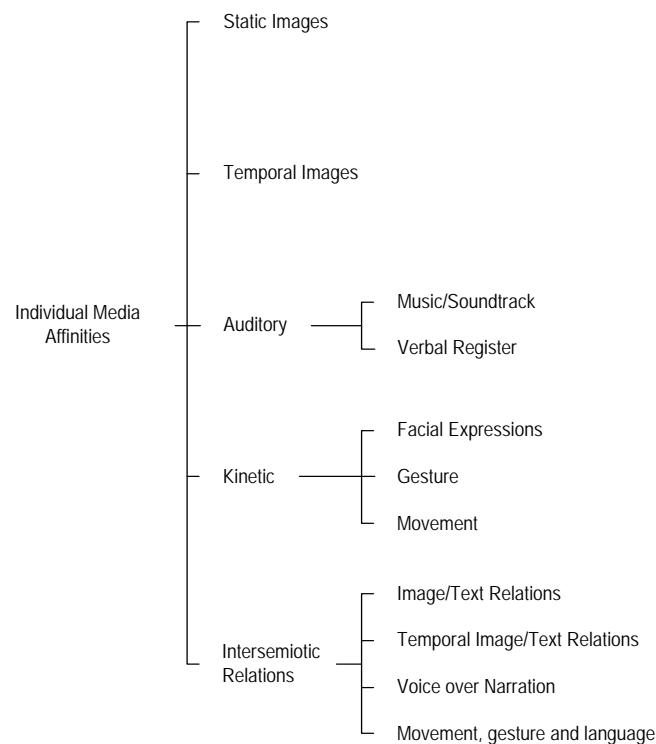 Static Images
Temporal Images
Individual Media
Affinities
Auditory
Music/Soundtrack
Verbal Register
Kinetic
Facial Expressions
Gesture
Movement
Intersemiotic
Relations
Image/Text Relations
Temporal Image/Text Relations
Voice over Narration
Movement, gesture and language